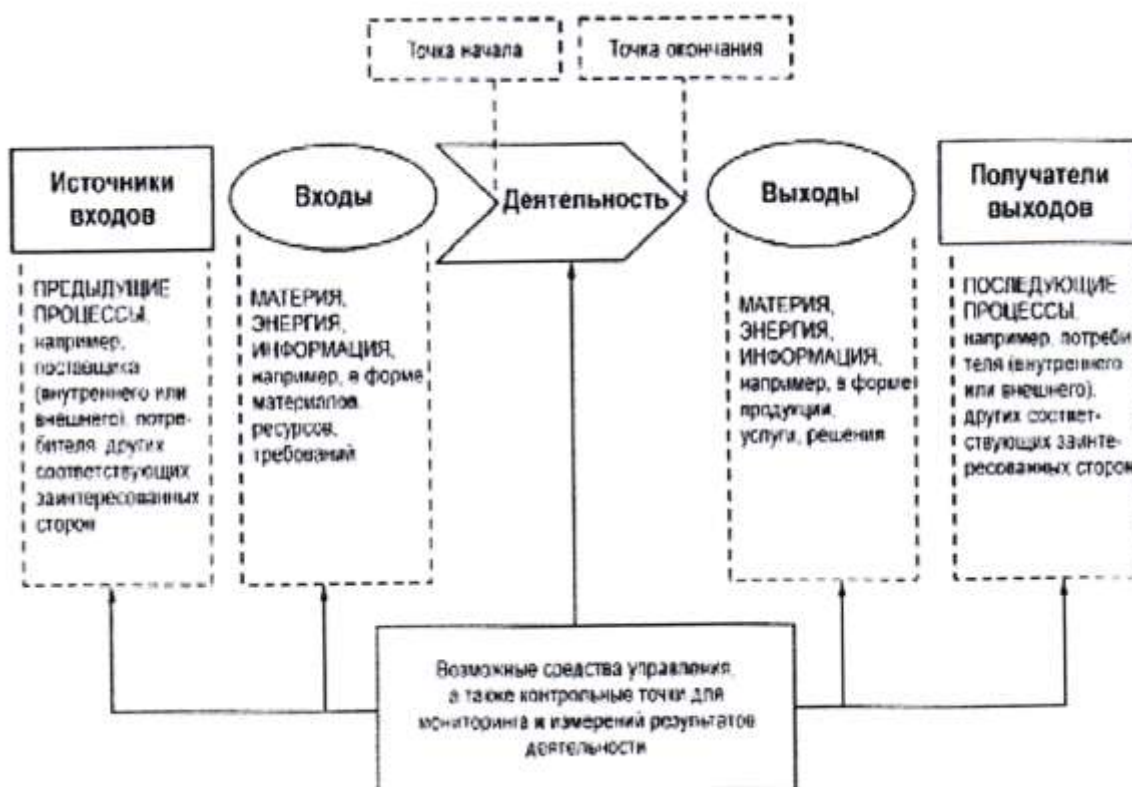 Точка начала
Точка окончания
Источники
входов
Входы
Деятельность
Выходы
Получатели
выходов
ПРЕДЫДУЩИЕ
ПРОЦЕССЫ,
например,
поставщика
(внутреннего или
внешнего), потре-
бителя, других
соответствующих
заинтересованных
сторон
МАТЕРИЯ,
ЭНЕРГИЯ,
ИНФОРМАЦИЯ,
например, в форме
материалов,
ресурсов,
требований
МАТЕРИЯ,
ЭНЕРГИЯ,
ИНФОРМАЦИЯ,
например, в форме
продукции,
услуги, решения
ПОСЛЕДУЮЩИЕ
ПРОЦЕССЫ,
например, потреби
теля (внутреннего
или внешнего),
других соответ-
ствующих заинте-
ресованных сторон
Возможные средства управления,
а также контрольные точки для
мониторинга и измерений результатов
деятельности